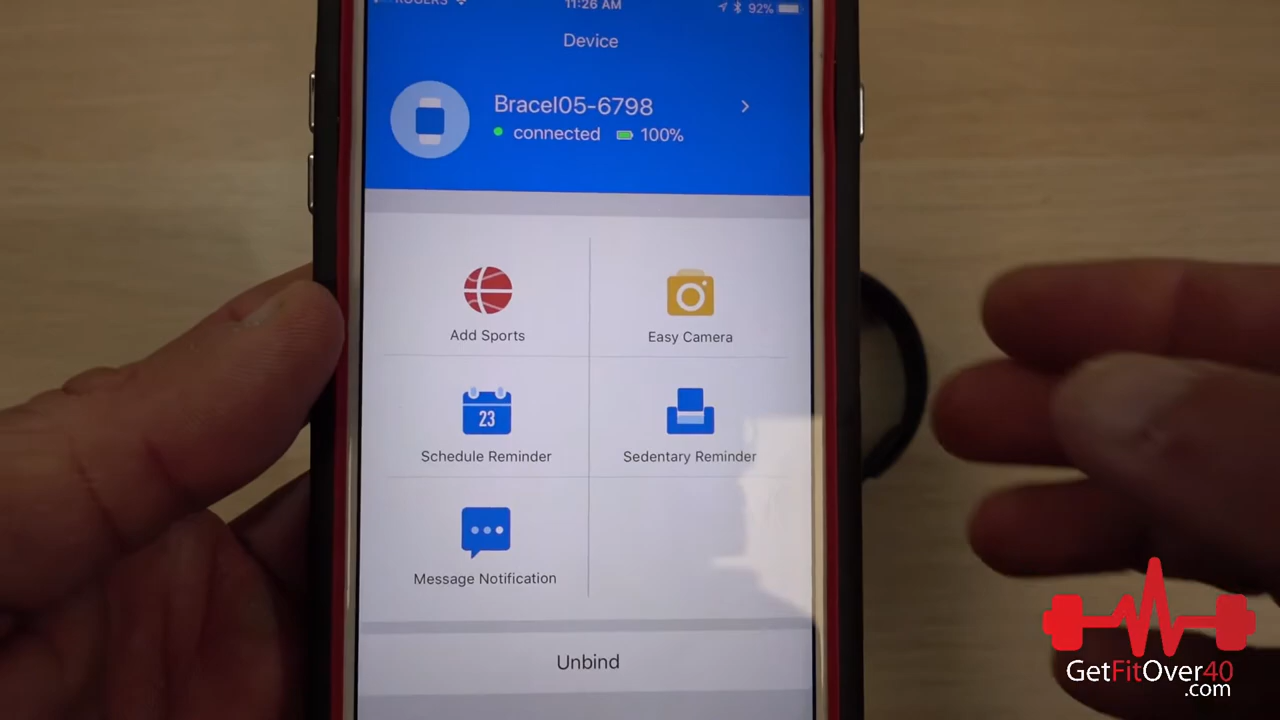 ROGERS 11:26 AM 92%
Device
Bracel05-6798
connected 100%
Add Sports
Easy Camera
23
Schedule Reminder
Sedentary Reminder
Message Notification
Unbind
GetFitOver40
.com